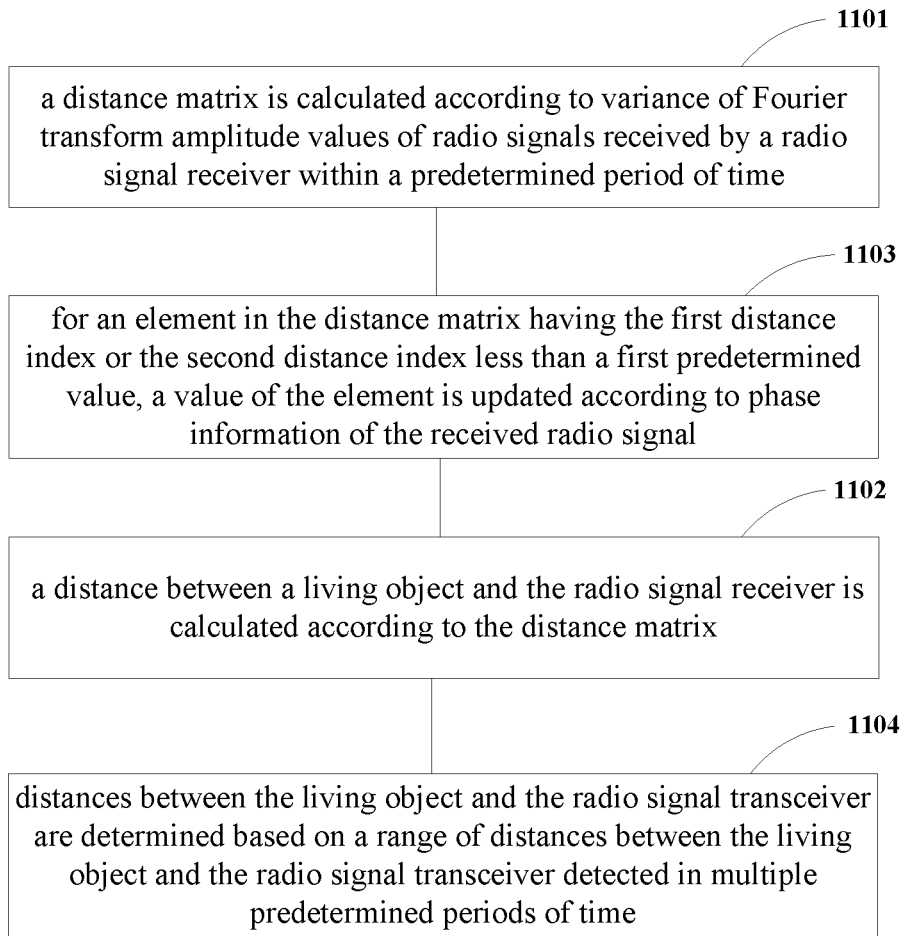 1101
a distance matrix is calculated according to variance of Fourier
transform amplitude values of radio signals received by a radio
signal receiver within a predetermined period of time
1103
for an element in the distance matrix having the first distance
index or the second distance index less than a first predetermined
value, a value of the element is updated according to phase
information of the received radio signal
1102
a distance between a living object and the radio signal receiver is
calculated according to the distance matrix
1104
distances between the living object and the radio signal transceiver
are determined based on a range of distances between the living
object and the radio signal transceiver detected in multiple
predetermined periods of time